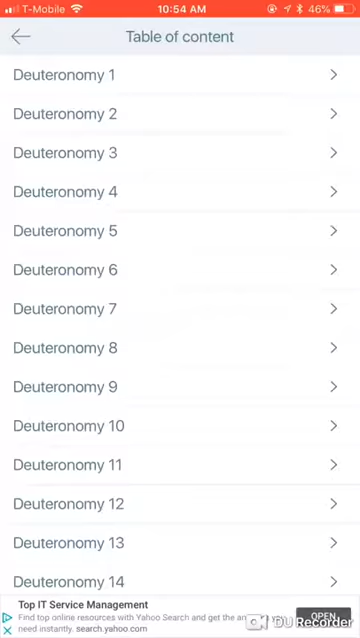 T-Mobile 10:54 AM 46%
Table of content
Deuteronomy 1
Deuteronomy 2
Deuteronomy 3
Deuteronomy 4
Deuteronomy 5
Deuteronomy 6
Deuteronomy 7
Deuteronomy 8
Deuteronomy 9
Deuteronomy 10
Deuteronomy 11
Deuteronomy 12
Deuteronomy 13
Deuteronomy 14
Top IT Service Management
Find top online resources with Yahoo Search and get the answers
need instantly. search.yahoo.com
OPEN
DU Recorder